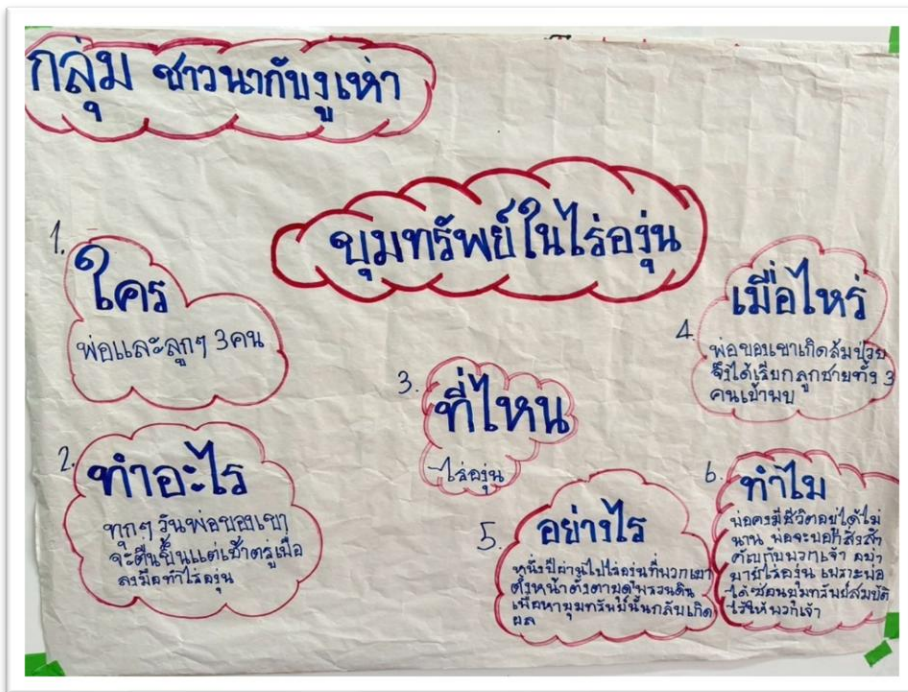 กลุ่ม ชาวนากับงูเห่า
ขุมทรัพย์ในไร่องุ่น
1.
ใคร
พ่อและลูกๆ 3 คน
2.
ทำอะไร
ทุกๆ วันพ่อของเขา
จะตื่นขึ้นแต่เช้าตรู่เพื่อ
ลงมือทำไร่องุ่น
3.
ที่ไหน
-ไร่องุ่น
4.
เมื่อไหร่
พ่อของเขาเกิดล้มป่วย
จึงได้เรียกลูกชายทั้ง 3
คนเข้าพบ
5.
อย่างไร
หนึ่งปีผ่านไปไร่องุ่นที่พวกเขา
ตั้งหน้าตั้งตาขุดพรวนดิน
เพื่อหาขุมทรัพย์นั้นกลับเกิด
ผล
6.
ทำไม
พ่อคงมีชีวิตอยู่ได้ไม่
นาน พ่อจะบอกสิ่งสำ
คัญกับพวกเจ้า อย่า
ขายไร่องุ่น เพราะพ่อ
ได้ซ่อนขุมทรัพย์สมบัติ
ไว้ให้พวกเจ้า